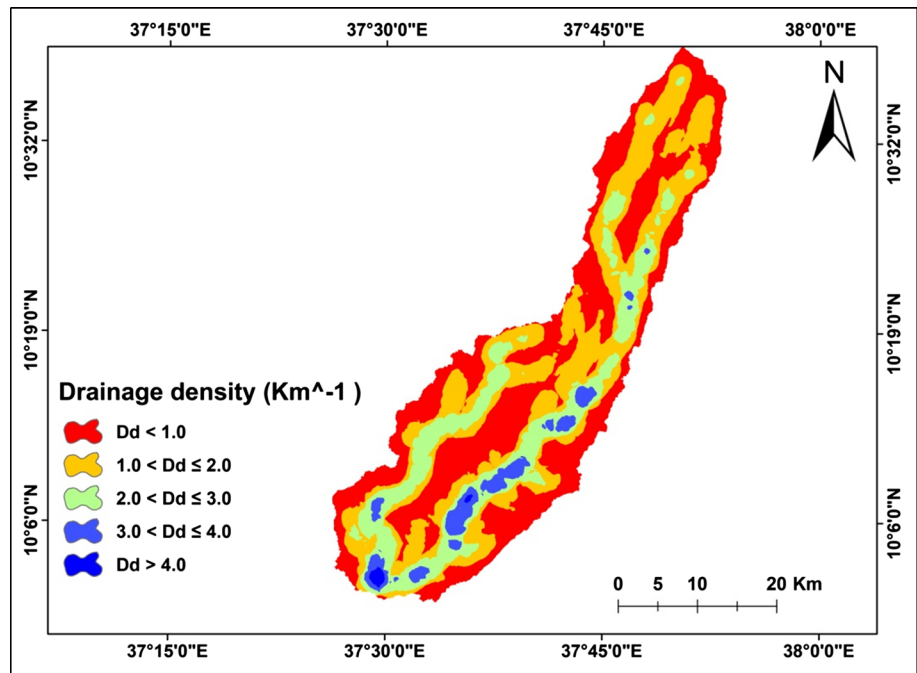 37°15'0"E 37°30'0"E 37°45'0"E 38°0'0"E
N
10°32'0"N 10°32'0"N
10°19'0"N 10°19'0"N
Drainage density (Km^-1 )
Dd < 1.0
1.0 < Dd ≤ 2.0
2.0 < Dd ≤ 3.0
10°6'0"N 10°6'0"N
3.0 < Dd ≤ 4.0
Dd > 4.0
0 5 10 20 Km
37°15'0"E 37°30'0"E 37°45'0"E 38°0'0"E